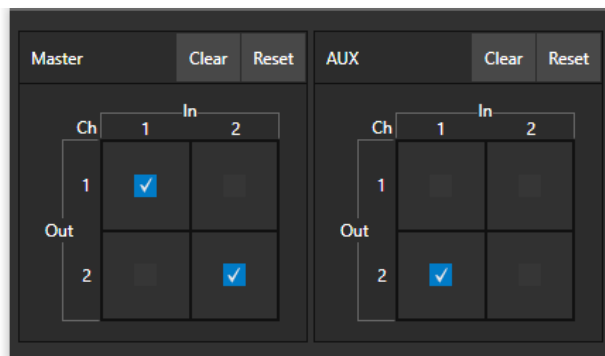 Master Clear Reset
In
Ch 1 2
1
Out
2
AUX Clear Reset
In
Ch 1 2
1
Out
2